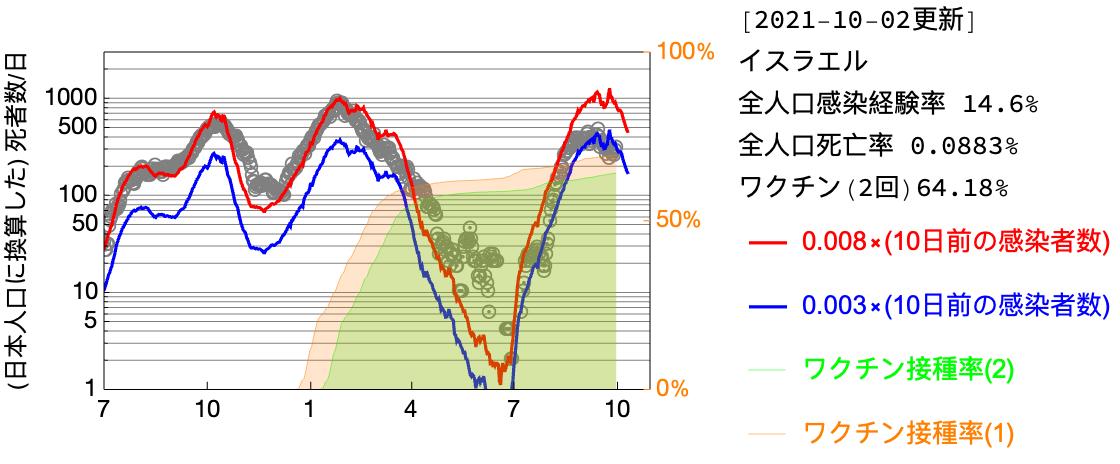 [2021-10-02更新]
イスラエル
全人口感染経験率 14.6%
全人口死亡率 0.0883%
ワクチン(2回)64.18%
0.008×(10日前の感染者数)
0.003×(10日前の感染者数)
ワクチン接種率(2)
ワクチン接種率(1)
(日本人口に換算した) 死者数/日
1000
500
100
50
10
5
1
7 10 1 4 7 10
100%
50%
0%